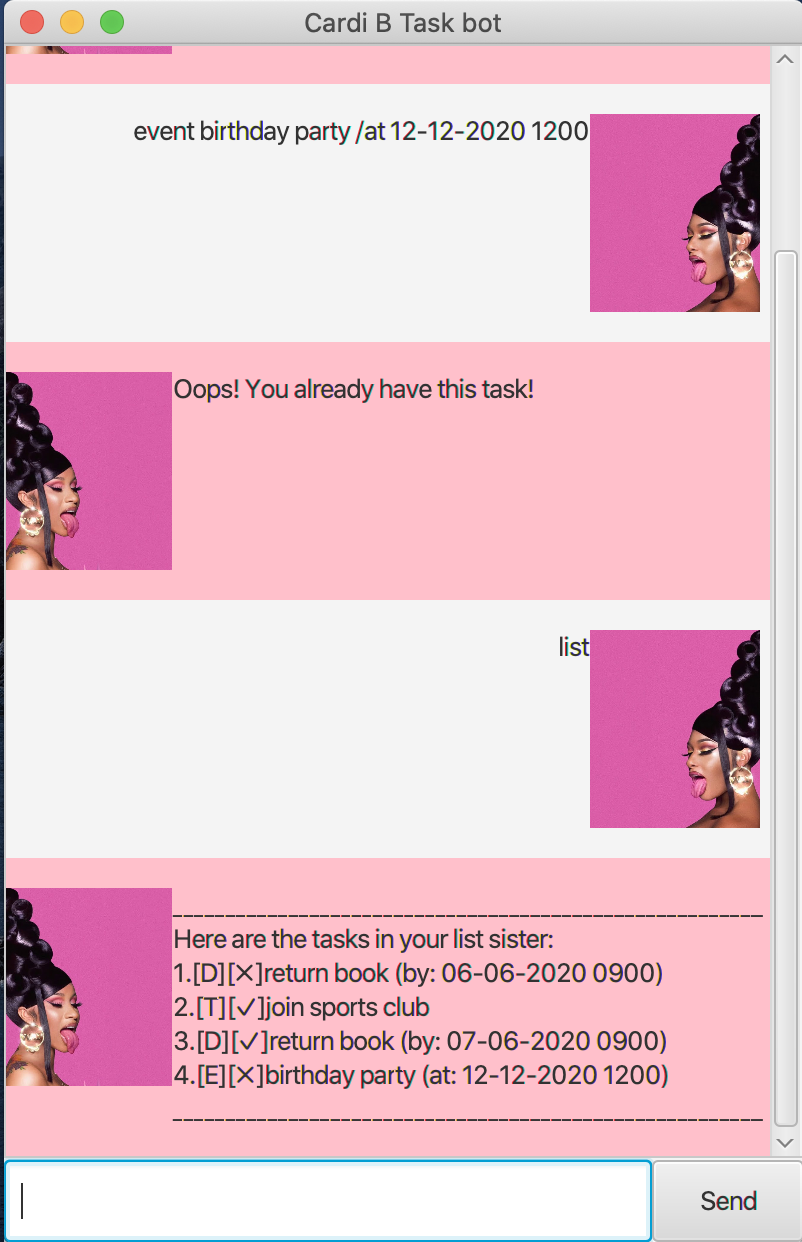 Cardi B Task bot
event birthday party /at 12-12-2020 1200
Oops! You already have this task!
list
____________________________________________________________
Here are the tasks in your list sister:
1.[D][✕]return book (by: 06-06-2020 0900)
2.[T][✓]join sports club
3.[D][✓]return book (by: 07-06-2020 0900)
4.[E][✕]birthday party (at: 12-12-2020 1200)
____________________________________________________________
Send